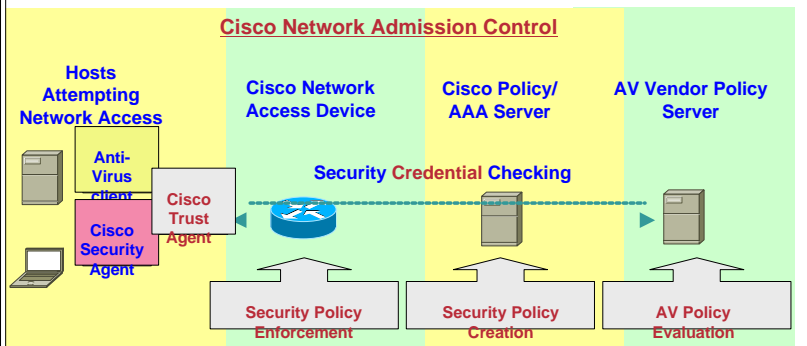 Cisco Network Admission Control
Hosts
Attempting
Network Access
Cisco Network
Access Device
Cisco Policy/
AAA Server
AV Vendor Policy
Server
Anti-
Virus
client
Cisco
Trust
Agent
Cisco
Security
Agent
Security Credential Checking
Security Policy
Enforcement
Security Policy
Creation
AV Policy
Evaluation